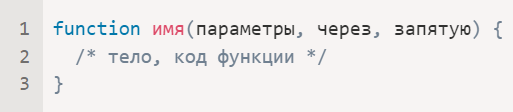 1 function имя(параметры, через, запятую) {
2   /* тело, код функции */
3 }